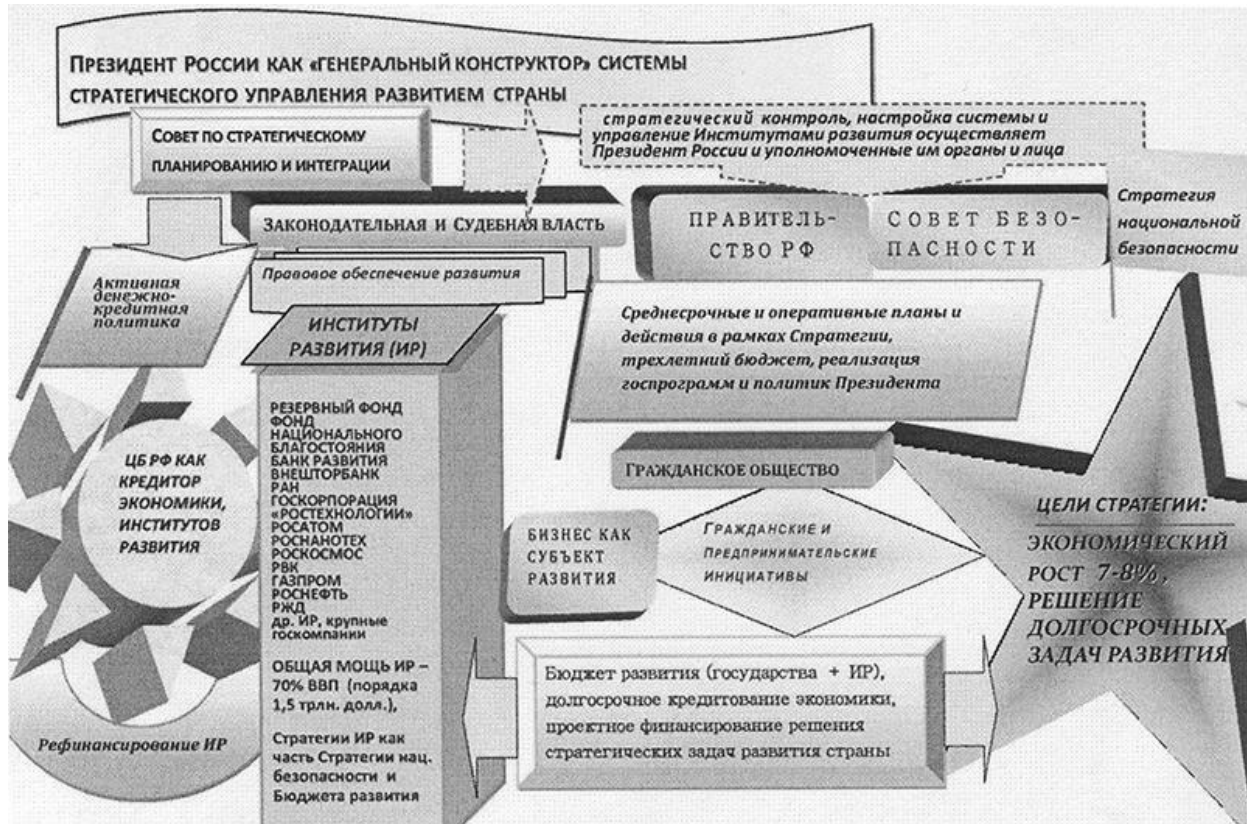 ПРЕЗИДЕНТ РОССИИ КАК «ГЕНЕРАЛЬНЫЙ КОНСТРУКТОР» СИСТЕМЫ
СТРАТЕГИЧЕСКОГО УПРАВЛЕНИЯ РАЗВИТИЕМ СТРАНЫ
СОВЕТ ПО СТРАТЕГИЧЕСКОМУ
ПЛАНИРОВАНИЮ И ИНТЕГРАЦИИ
стратегический контроль, настройка системы и
управление Институтами развития осуществляет
Президент России и уполномоченные им органы и лица
ЗАКОНОДАТЕЛЬНАЯ И СУДЕБНАЯ ВЛАСТЬ
ПРАВИТЕЛЬ-
СТВО РФ
СОВЕТ БЕЗО-
ПАСНОСТИ
Стратегия
национальной
безопасности
Активная
денежно-
кредитная
политика
Правовое обеспечение развития
ИНСТИТУТЫ
РАЗВИТИЯ (ИР)
Среднесрочные и оперативные планы и
действия в рамках Стратегии,
трехлетний бюджет, реализация
госпрограмм и политик Президента
ЦБ РФ КАК
КРЕДИТОР
ЭКОНОМИКИ,
ИНСТИТУТОВ
РАЗВИТИЯ
Рефинансирование ИР
РЕЗЕРВНЫЙ ФОНД
ФОНД
НАЦИОНАЛЬНОГО
БЛАГОСТОЯНИЯ
БАНК РАЗВИТИЯ
ВНЕШТОРБАНК
РАН
ГОСКОРПОРАЦИЯ
«РОСТЕХНОЛОГИИ»
РОСАТОМ
РОСНАНОТЕХ
РОСКОСМОС
РВК
ГАЗПРОМ
РОСНЕФТЬ
РЖД
др. ИР, крупные
госкомпании
ОБЩАЯ МОЩЬ ИР –
70% ВВП (порядка
1,5 трлн. долл.),
Стратегии ИР как
часть Стратегии нац.
безопасности и
Бюджета развития
ГРАЖДАНСКОЕ ОБЩЕСТВО
БИЗНЕС КАК
СУБЪЕКТ
РАЗВИТИЯ
ГРАЖДАНСКИЕ И
ПРЕДПРИНИМАТЕЛЬСКИЕ
ИНИЦИАТИВЫ
Бюджет развития (государства + ИР),
долгосрочное кредитование экономики,
проектное финансирование решения
стратегических задач развития страны
ЦЕЛИ СТРАТЕГИИ:
ЭКОНОМИЧЕСКИЙ
РОСТ 7-8%,
РЕШЕНИЕ
ДОЛГОСРОЧНЫХ
ЗАДАЧ РАЗВИТИЯ